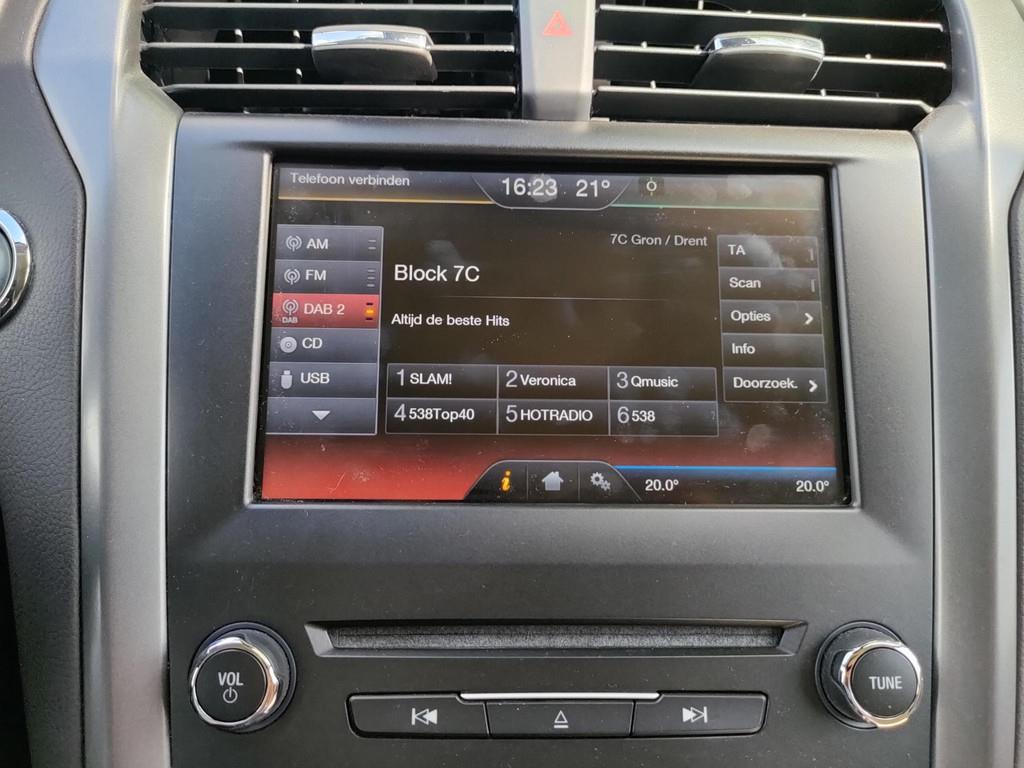 Telefoon verbinden
16:23 21°
7C Gron / Drent
AM
FM
DAB
DAB 2
CD
USB
Block 7C
Altijd de beste Hits
TA
Scan
Opties
Info
Doorzoek.
1 SLAM!
2 Veronica
3 Qmusic
4 538Top40
5 HOTRADIO
6 538
i
20.0°
20.0°
VOL
TUNE